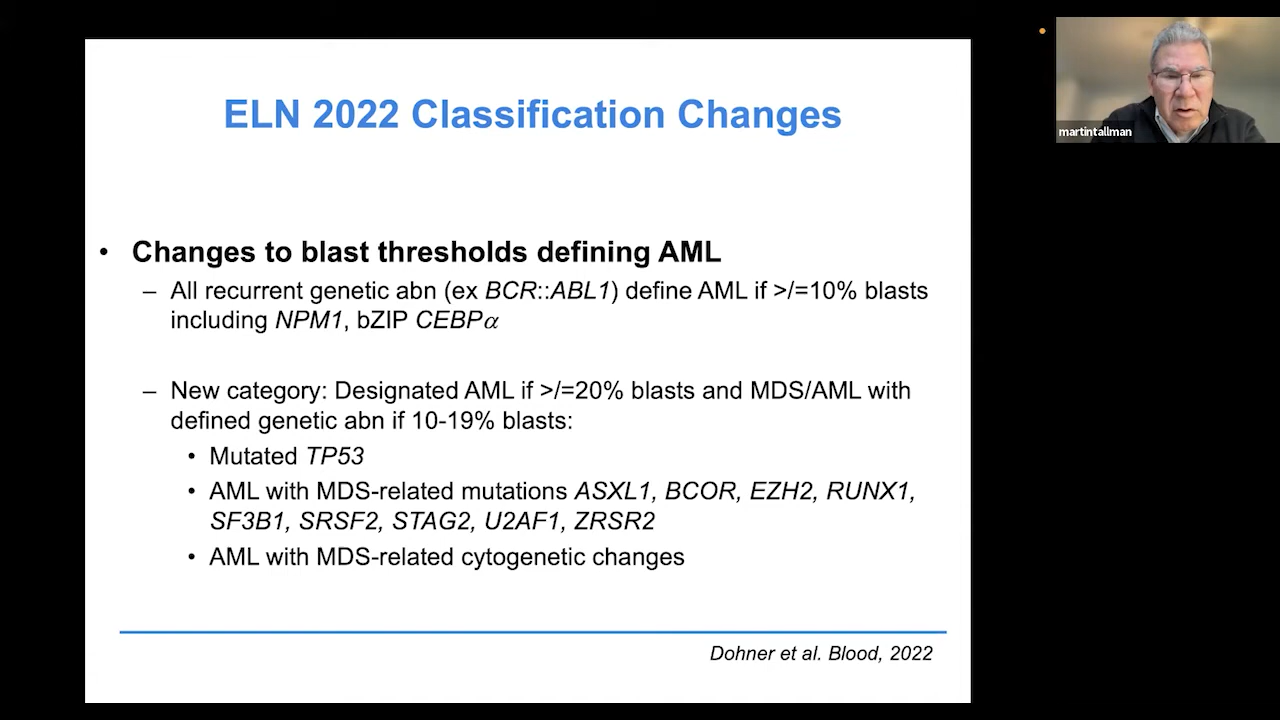 ELN 2022 Classification Changes
martintallman
• Changes to blast thresholds defining AML
– All recurrent genetic abn (ex BCR::ABL1) define AML if >/=10% blasts
including NPM1, bZIP CEBPα
– New category: Designated AML if >/=20% blasts and MDS/AML with
defined genetic abn if 10-19% blasts:
• Mutated TP53
• AML with MDS-related mutations ASXL1, BCOR, EZH2, RUNX1,
SF3B1, SRSF2, STAG2, U2AF1, ZRSR2
• AML with MDS-related cytogenetic changes
Dohner et al. Blood, 2022